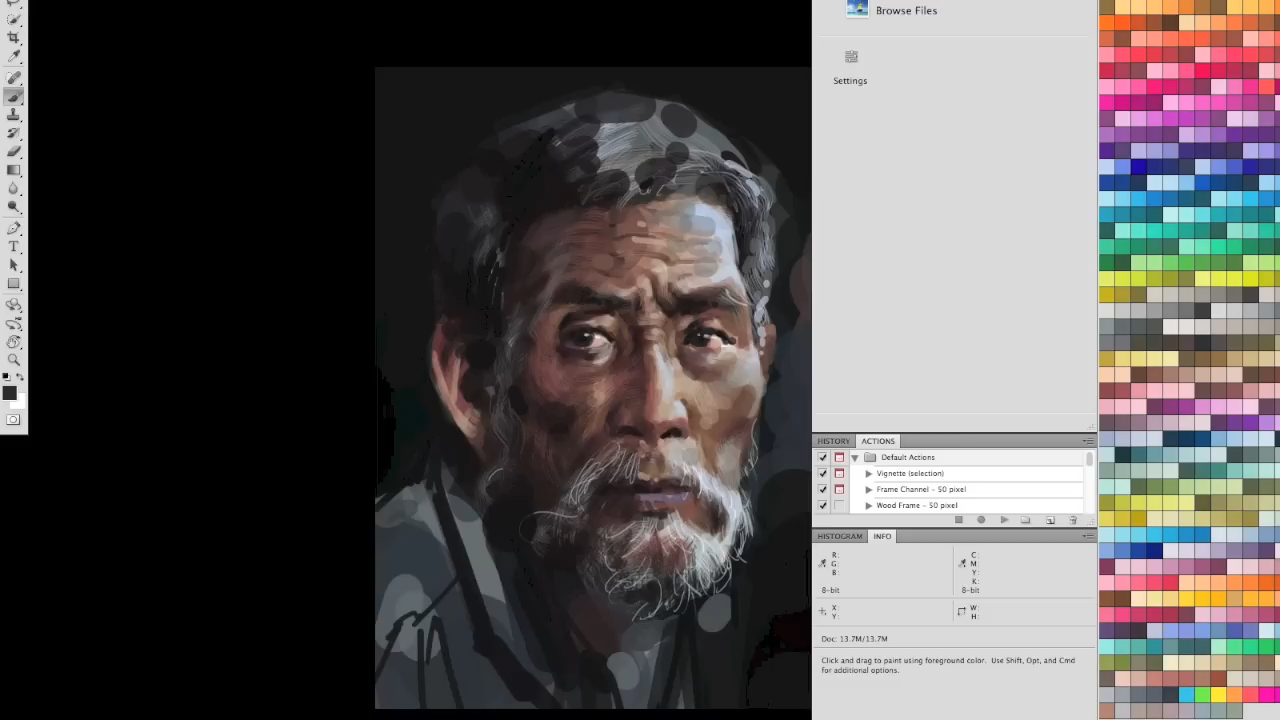 Browse Files
Settings
HISTORY
ACTIONS
Default Actions
Vignette (selection)
Frame Channel - 50 pixel
Wood Frame - 50 pixel
HISTOGRAM
INFO
R:
G:
B:
8-bit
C:
M:
Y:
K:
8-bit
X:
Y:
W:
H:
Doc: 13.7M/13.7M
Click and drag to paint using foreground color. Use Shift, Opt, and Cmd
for additional options.